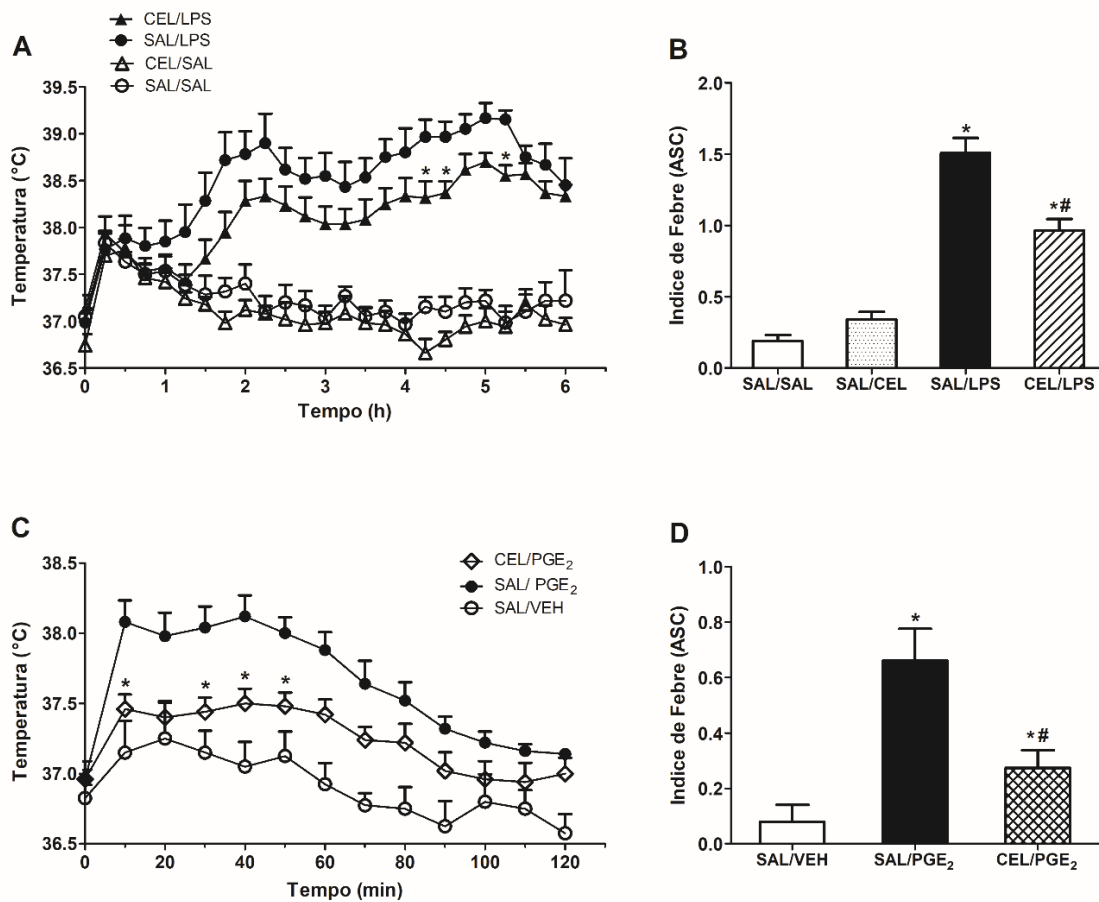 A
CEL/LPS
SAL/LPS
CEL/SAL
SAL/SAL
Temperatura (°C)
39.5
39.0
38.5
38.0
37.5
37.0
36.5
* * *
0 1 2 3 4 5 6
Tempo (h)
B
Indice de Febre (ASC)
2.0
1.5
1.0
0.5
0.0
*
*#
SAL/SAL SAL/CEL SAL/LPS CEL/LPS
C
CEL/PGE2
SAL/ PGE2
SAL/VEH
Temperatura (°C)
38.5
38.0
37.5
37.0
36.5
* * * *
0 20 40 60 80 100 120
Tempo (min)
D
Indice de Febre (ASC)
1.0
0.8
0.6
0.4
0.2
0.0
*
*#
SAL/VEH SAL/PGE2 CEL/PGE2